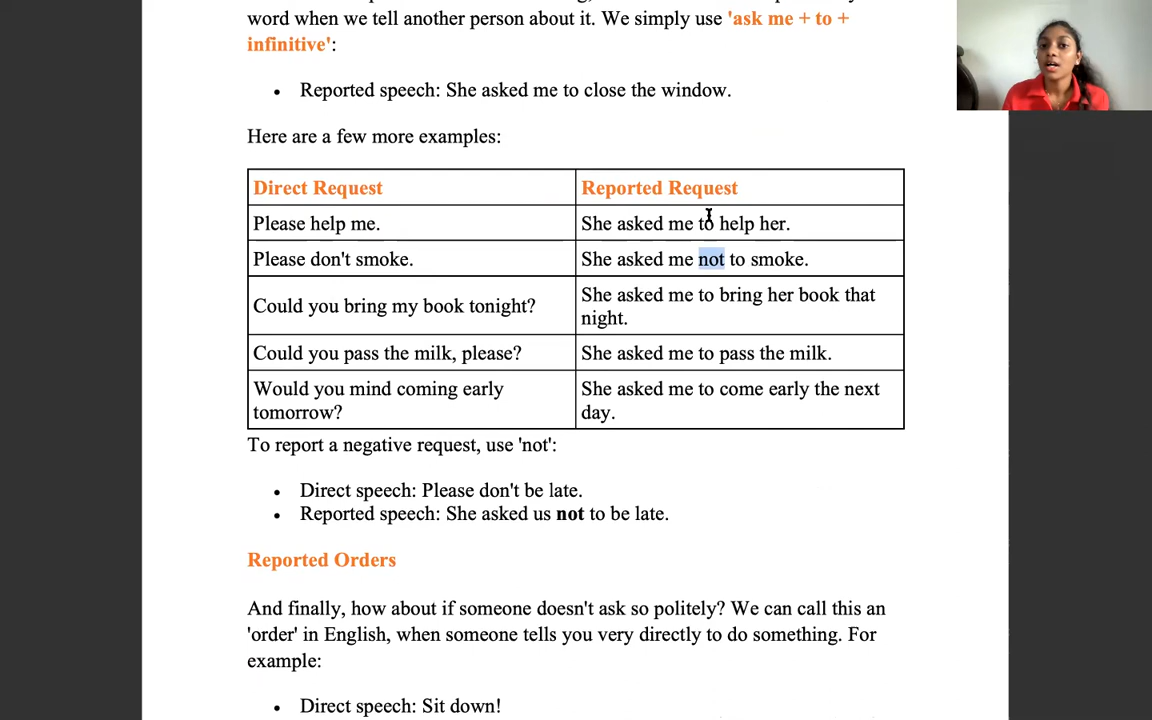 word when we tell another person about it. We simply use 'ask me + to +
infinitive':
• Reported speech: She asked me to close the window.
Here are a few more examples:
Direct Request
Reported Request
Please help me.
She asked me to help her.
Please don't smoke.
She asked me not to smoke.
Could you bring my book tonight?
She asked me to bring her book that
night.
Could you pass the milk, please?
She asked me to pass the milk.
Would you mind coming early
tomorrow?
She asked me to come early the next
day.
To report a negative request, use 'not':
• Direct speech: Please don't be late.
• Reported speech: She asked us not to be late.
Reported Orders
And finally, how about if someone doesn't ask so politely? We can call this an
'order' in English, when someone tells you very directly to do something. For
example:
• Direct speech: Sit down!